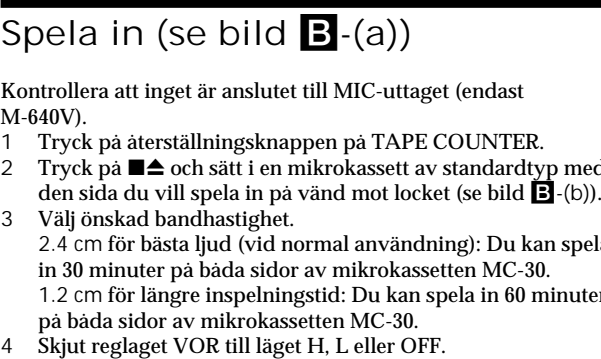 Spela in (se bild B-(a))
Kontrollera att inget är anslutet till MIC-uttaget (endast
M-640V).
1 Tryck på återställningsknappen på TAPE COUNTER.
2 Tryck på ■≜ och sätt i en mikrokassett av standardtyp med
den sida du vill spela in på vänd mot locket (se bild B-(b)).
3 Välj önskad bandhastighet.
2.4 cm för bästa ljud (vid normal användning): Du kan spela
in 30 minuter på båda sidor av mikrokassetten MC-30.
1.2 cm för längre inspelningstid: Du kan spela in 60 minuter
på båda sidor av mikrokassetten MC-30.
4 Skjut reglaget VOR till läget H, L eller OFF.